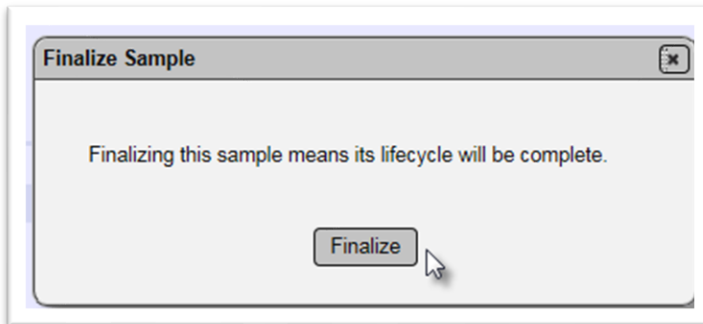 Finalize Sample
Finalizing this sample means its lifecycle will be complete.
Finalize